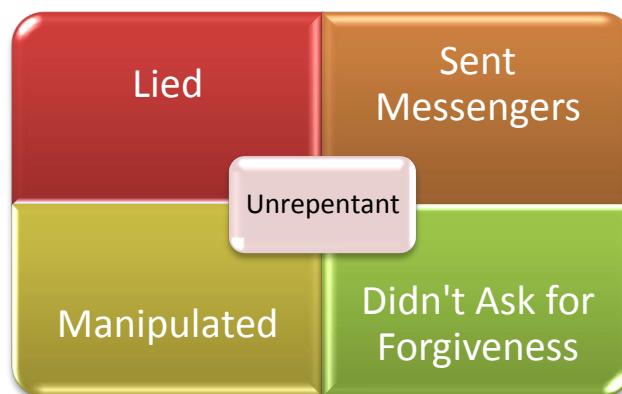 Lied
Sent
Messengers
Unrepentant
Manipulated
Didn't Ask for
Forgiveness